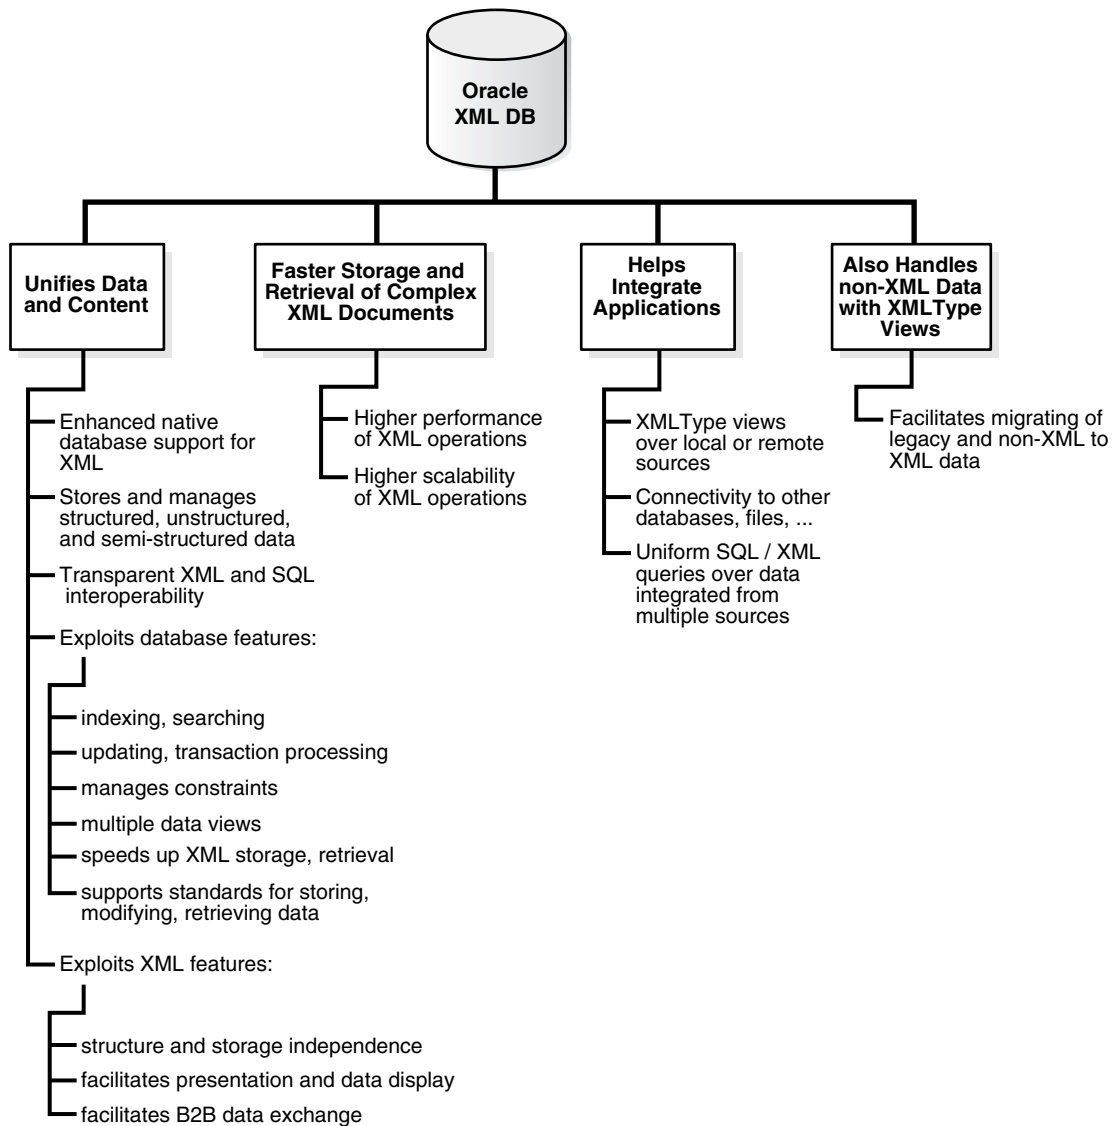 Oracle
XML DB
Unifies Data
and Content
Faster Storage and
Retrieval of Complex
XML Documents
Helps
Integrate
Applications
Also Handles
non-XML Data
with XMLType
Views
Enhanced native
database support for
XML
Stores and manages
structured, unstructured,
and semi-structured data
Transparent XML and SQL
interoperability
Exploits database features:
indexing, searching
updating, transaction processing
manages constraints
multiple data views
speeds up XML storage, retrieval
supports standards for storing,
modifying, retrieving data
Exploits XML features:
structure and storage independence
facilitates presentation and data display
facilitates B2B data exchange
Higher performance
of XML operations
Higher scalability
of XML operations
XMLType views
over local or remote
sources
Connectivity to other
databases, files, ...
Uniform SQL / XML
queries over data
integrated from
multiple sources
Facilitates migrating of
legacy and non-XML to
XML data